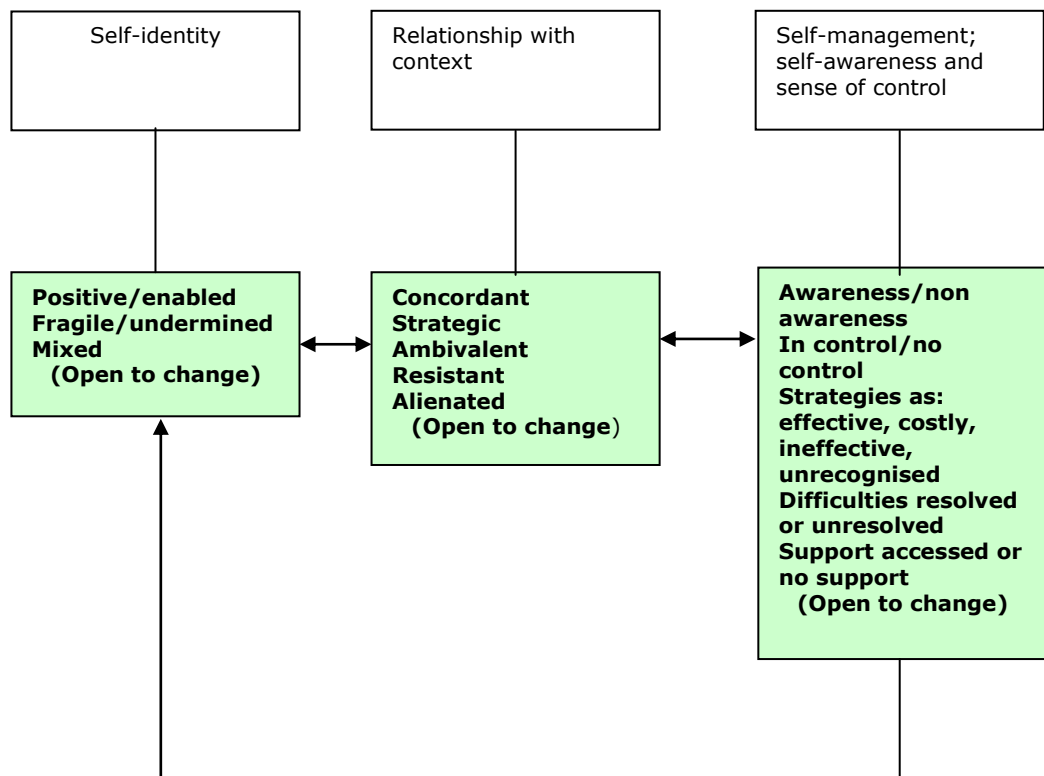 Self-identity
Relationship with
context
Self-management;
self-awareness and
sense of control
Positive/enabled
Fragile/undermined
Mixed
(Open to change)
Concordant
Strategic
Ambivalent
Resistant
Alienated
(Open to change)
Awareness/non
awareness
In control/no
control
Strategies as:
effective, costly,
ineffective,
unrecognised
Difficulties resolved
or unresolved
Support accessed or
no support
(Open to change)